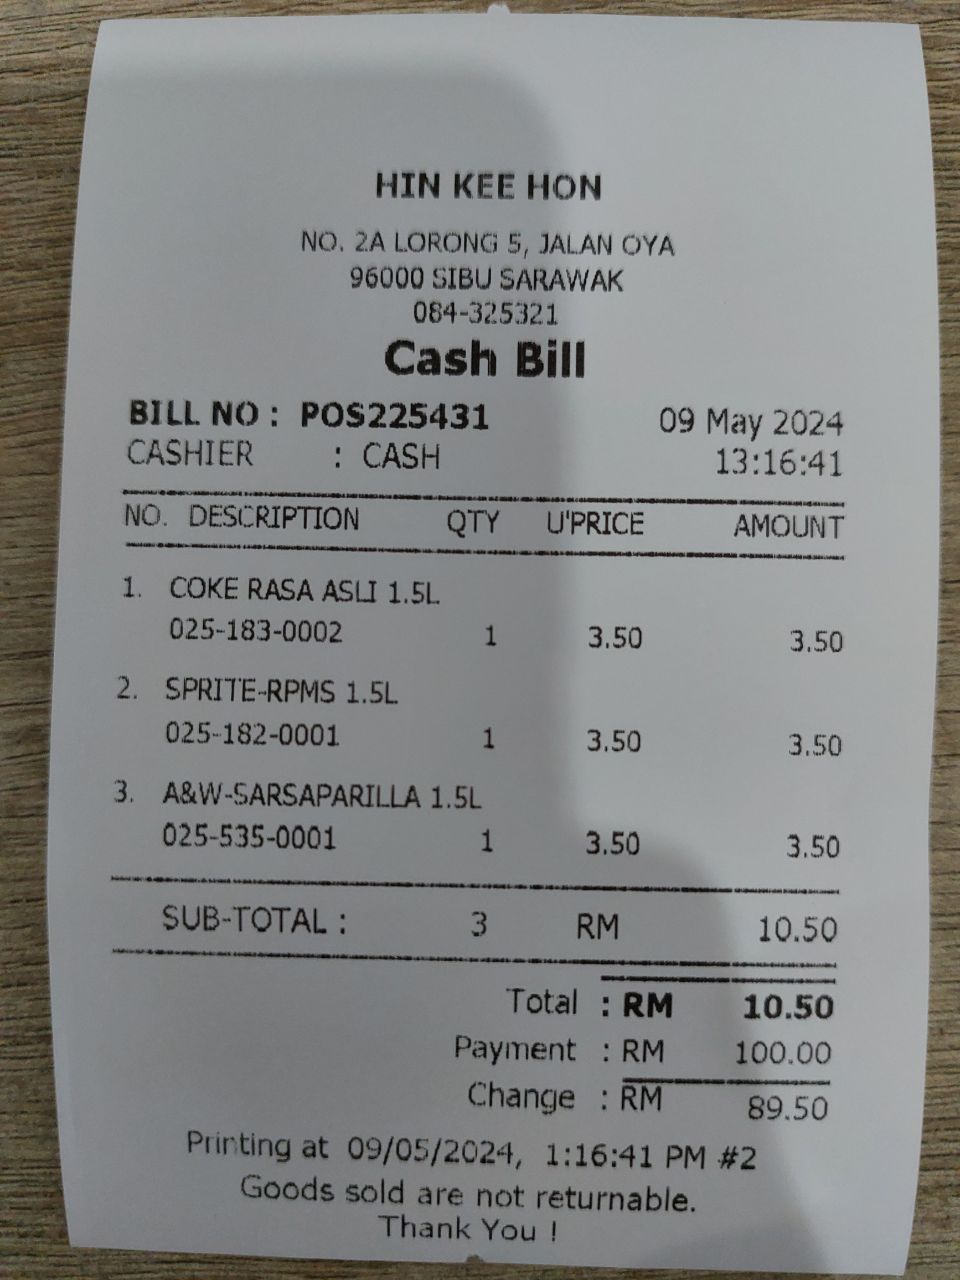 HIN KEE HON
NO. 2A LORONG 5, JALAN OYA
96000 SIBU SARAWAK
084-325321
Cash Bill
BILL NO : POS225431 09 May 2024
CASHIER : CASH 13:16:41
NO. DESCRIPTION QTY U'PRICE AMOUNT
1. COKE RASA ASLI 1.5L
025-183-0002 1 3.50 3.50
2. SPRITE-RPMS 1.5L
025-182-0001 1 3.50 3.50
3. A&W-SARSAPARILLA 1.5L
025-535-0001 1 3.50 3.50
SUB-TOTAL : 3 RM 10.50
Total : RM 10.50
Payment : RM 100.00
Change : RM 89.50
Printing at 09/05/2024, 1:16:41 PM #2
Goods sold are not returnable.
Thank You !